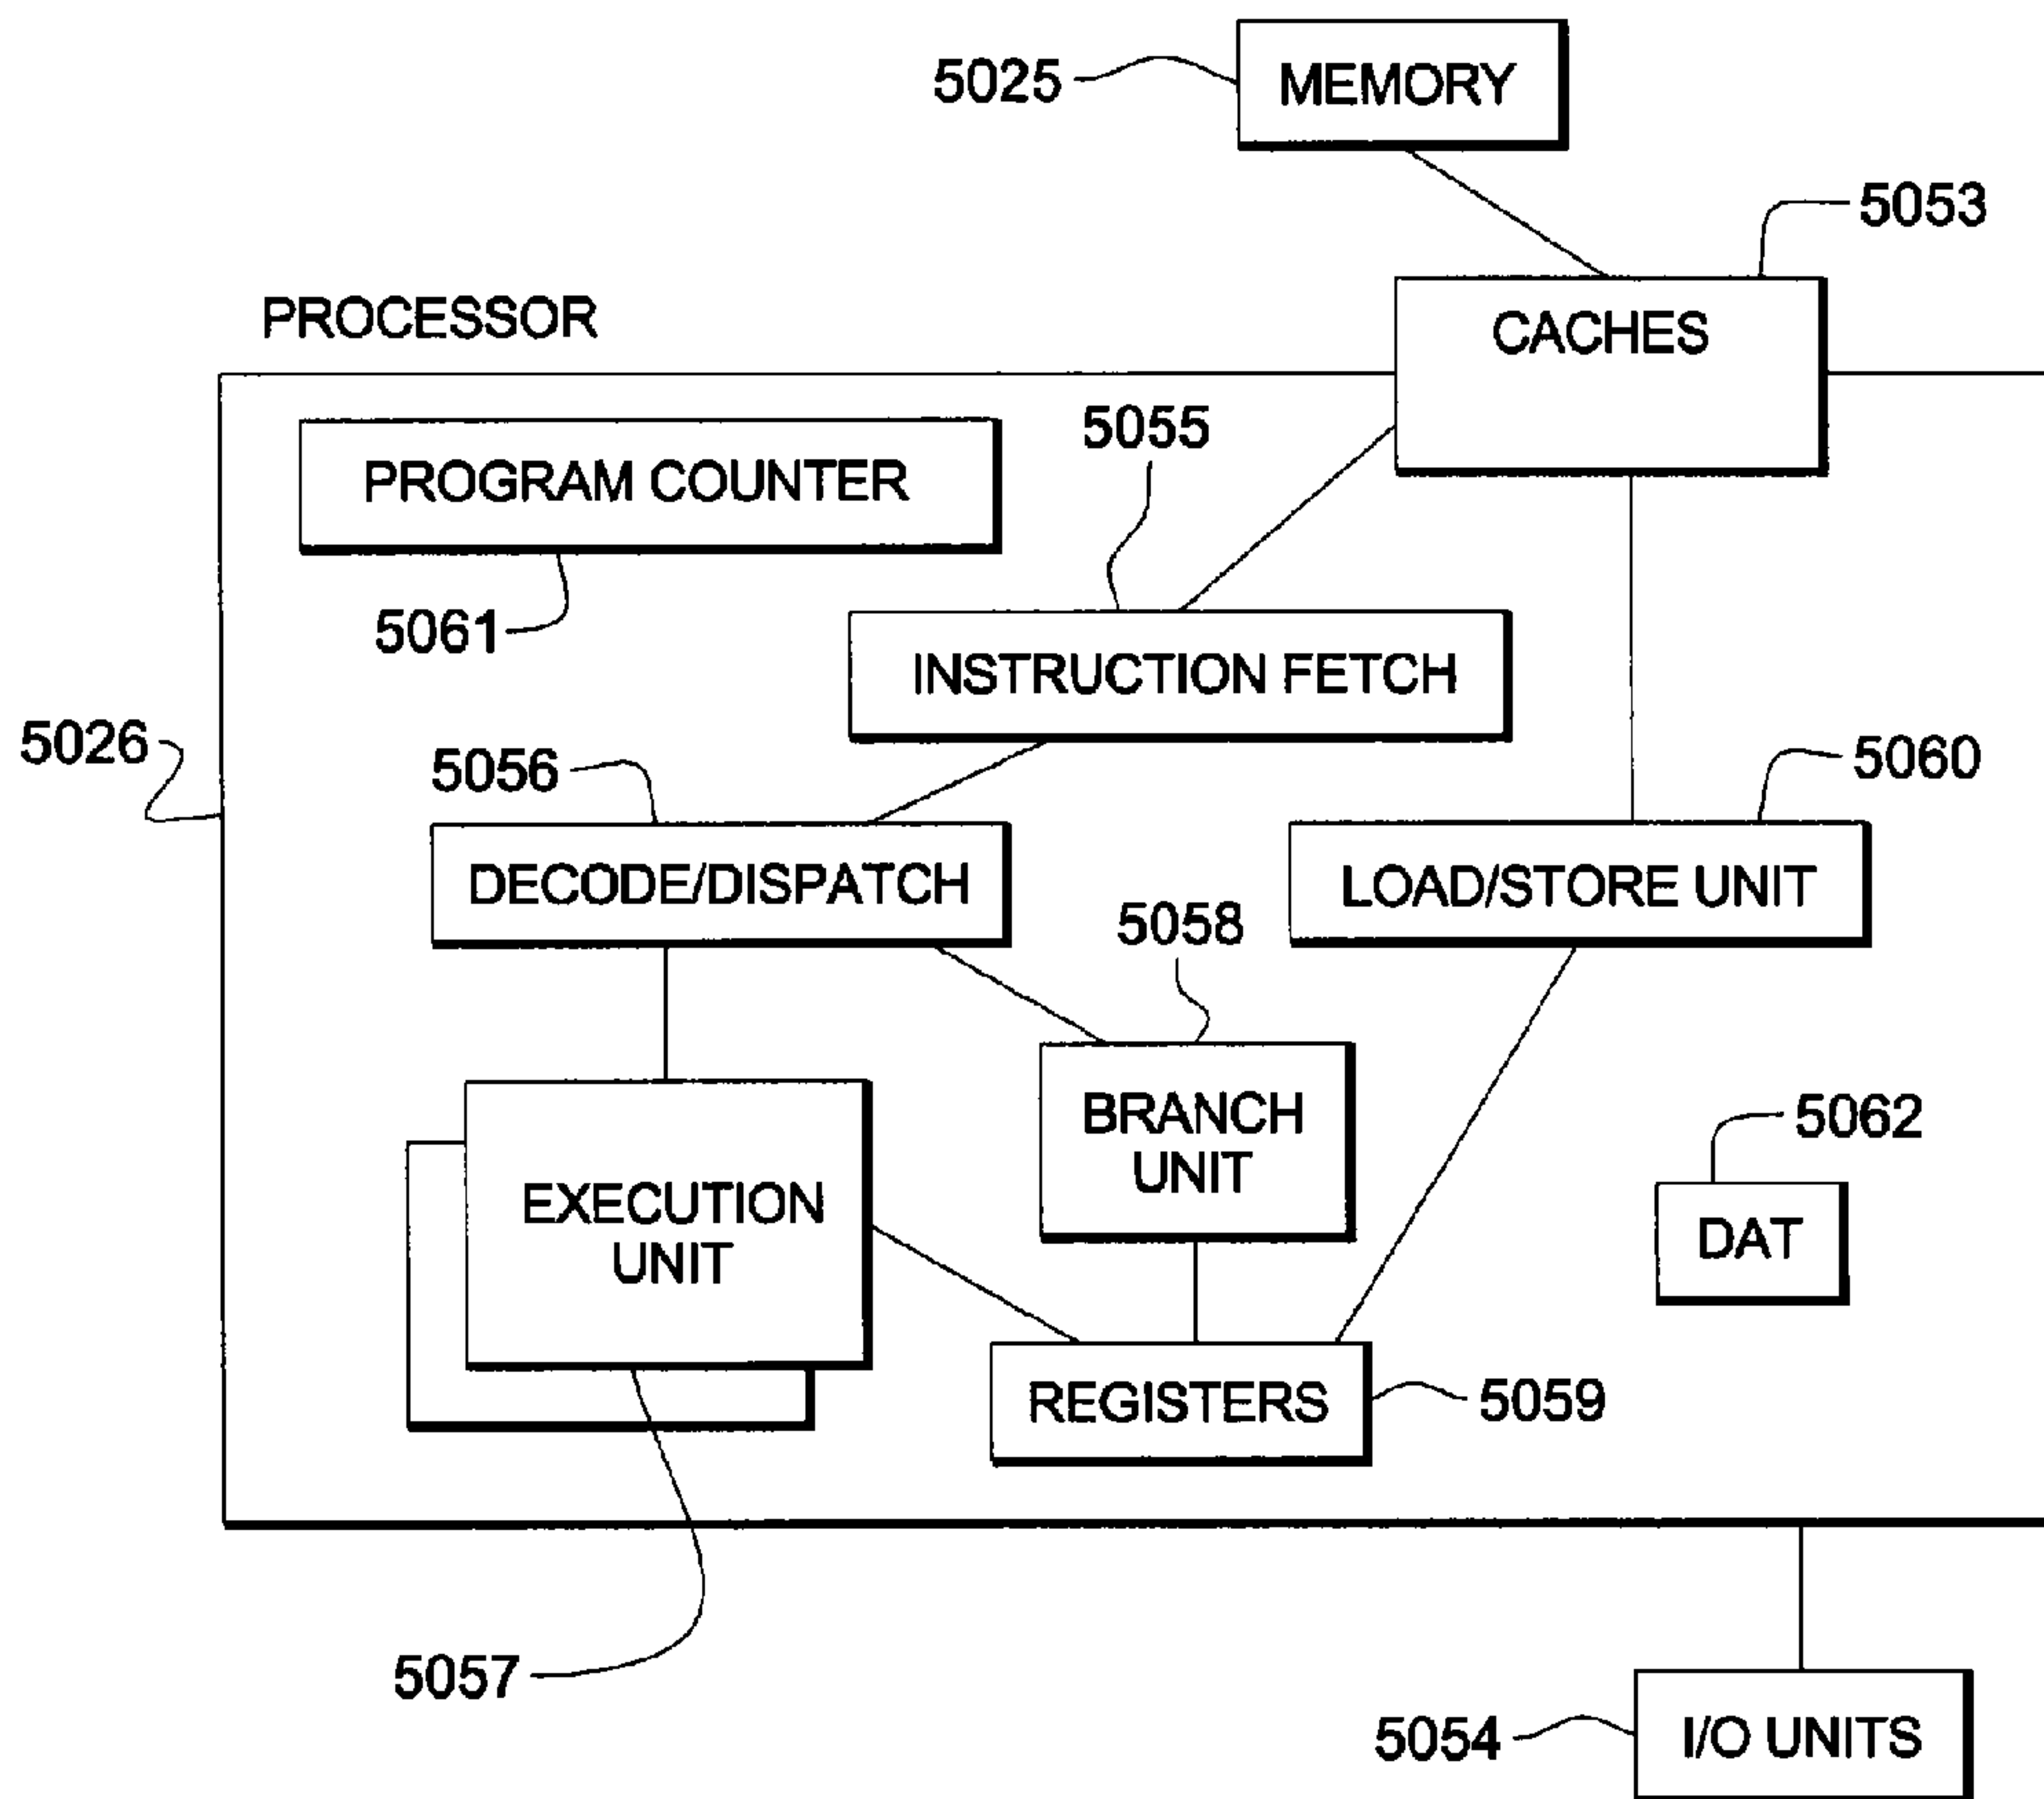 MEMORY
5025
5053
CACHES
PROCESSOR
5055
PROGRAM COUNTER
5061
INSTRUCTION FETCH
5026
5056
5060
DECODE/DISPATCH
LOAD/STORE UNIT
5058
BRANCH
UNIT
5062
EXECUTION
UNIT
DAT
REGISTERS
5059
5057
5054
I/O UNITS